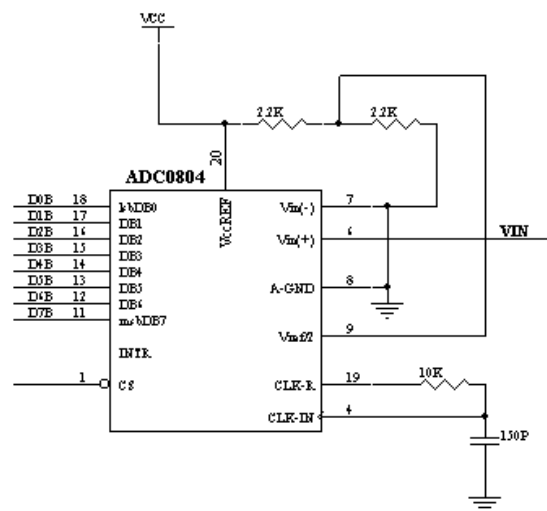 VCC
2.2K 2.2K
20
ADC0804
D0B 18 lsbDB0 VccREF Vin(-) 7
D1B 17 DB1
D2B 16 DB2 Vin(+) 6 VIN
D3B 15 DB3
D4B 14 DB4 A-GND 8
D5B 13 DB5
D6B 12 DB6
D7B 11 msbDB7 Vref/2 9
INTR
1 CS CLK-R 19 10K
CLK-IN 4
150P